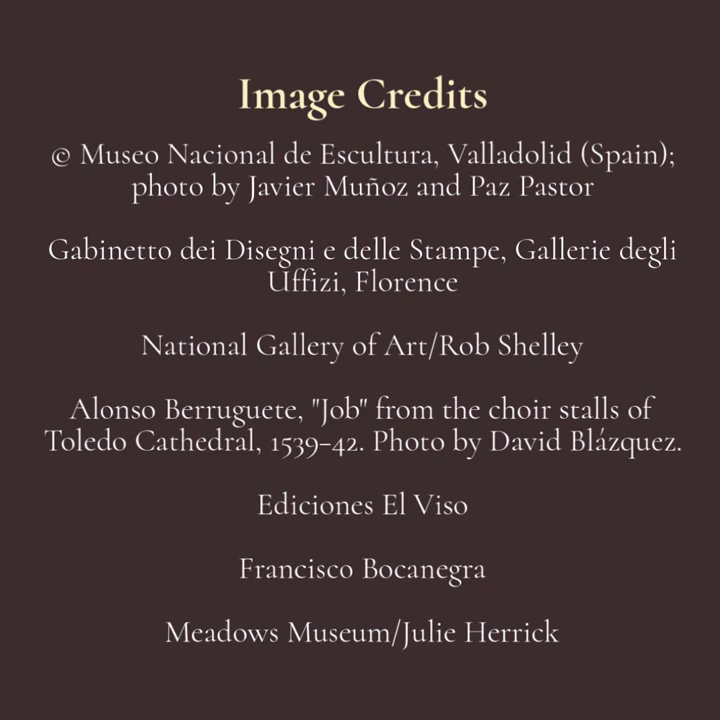 Image Credits
© Museo Nacional de Escultura, Valladolid (Spain);
photo by Javier Muñoz and Paz Pastor
Gabinetto dei Disegni e delle Stampe, Gallerie degli
Uffizi, Florence
National Gallery of Art/Rob Shelley
Alonso Berruguete, "Job" from the choir stalls of
Toledo Cathedral, 1539–42. Photo by David Blázquez.
Ediciones El Viso
Francisco Bocanegra
Meadows Museum/Julie Herrick